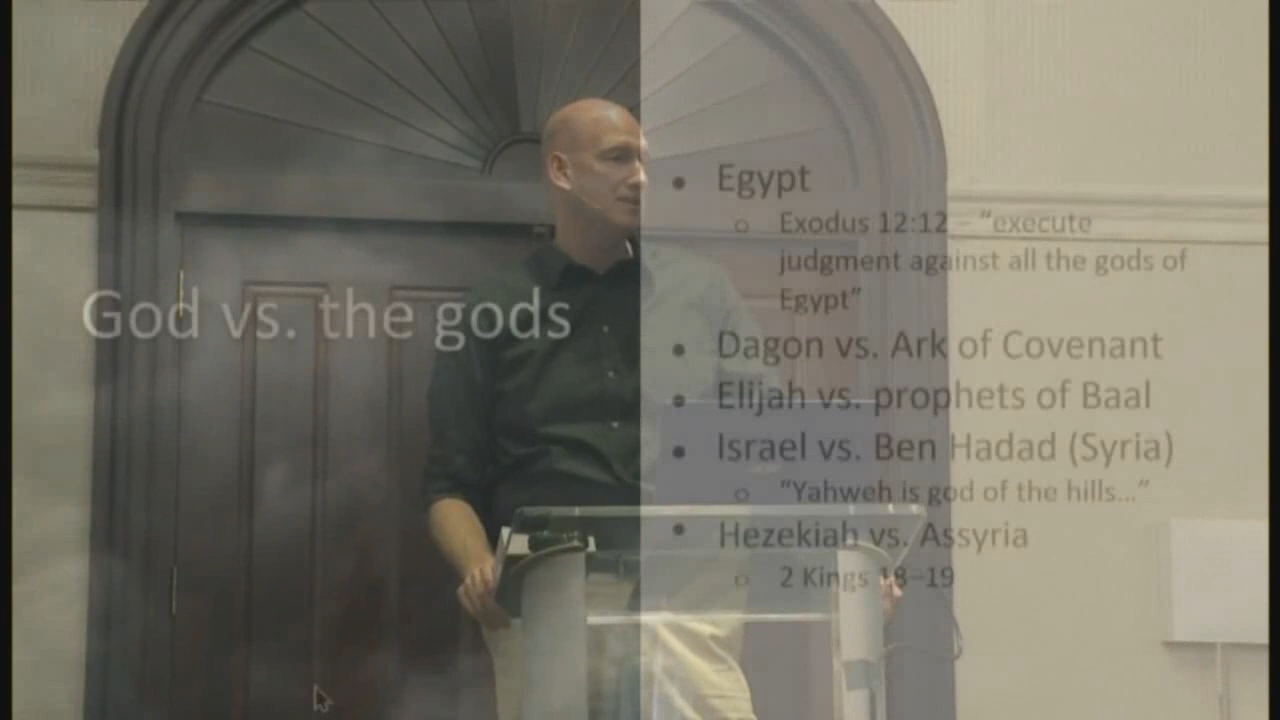 God vs. the gods
• Egypt
o Exodus 12:12 – “execute
judgment against all the gods of
Egypt”
• Dagon vs. Ark of Covenant
• Elijah vs. prophets of Baal
• Israel vs. Ben Hadad (Syria)
o “Yahweh is god of the hills…”
• Hezekiah vs. Assyria
o 2 Kings 18–19